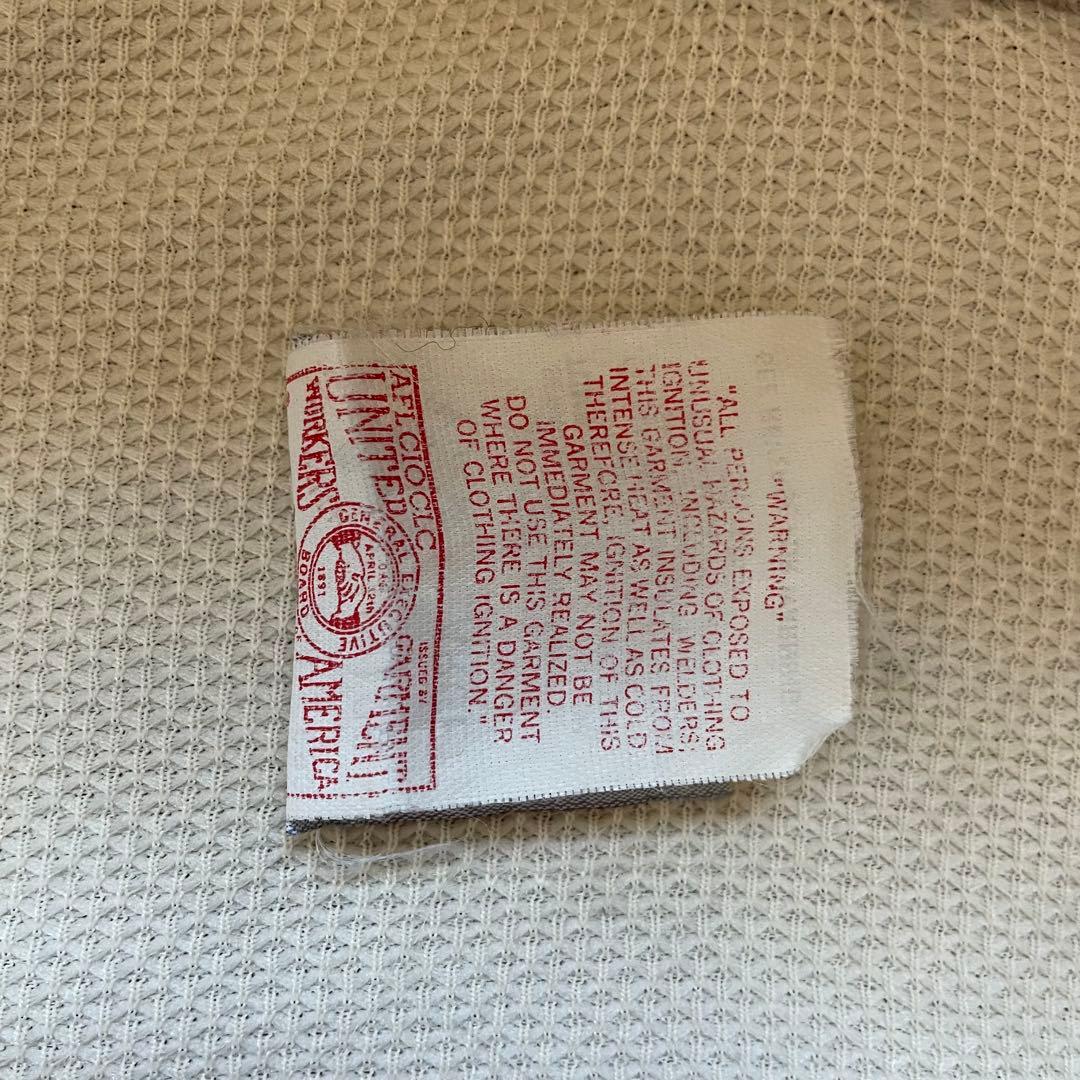 "WARNING"
"ALL PERSONS EXPOSED TO
UNUSUAL HAZARDS OF CLOTHING
IGNITION, INCLUDING WELDERS,
THIS GARMENT INSULATES FROM
INTENSE HEAT AS WELL AS COLD
THEREFORE, IGNITION OF THIS
GARMENT MAY NOT BE
IMMEDIATELY REALIZED.
DO NOT USE THIS GARMENT
WHERE THERE IS A DANGER
OF CLOTHING IGNITION."
AFL CIO CLC
ISSUED BY
UNITED GARMENT
WORKERS AMERICA
GENERAL EXECUTIVE
BOARD
APRIL 12TH